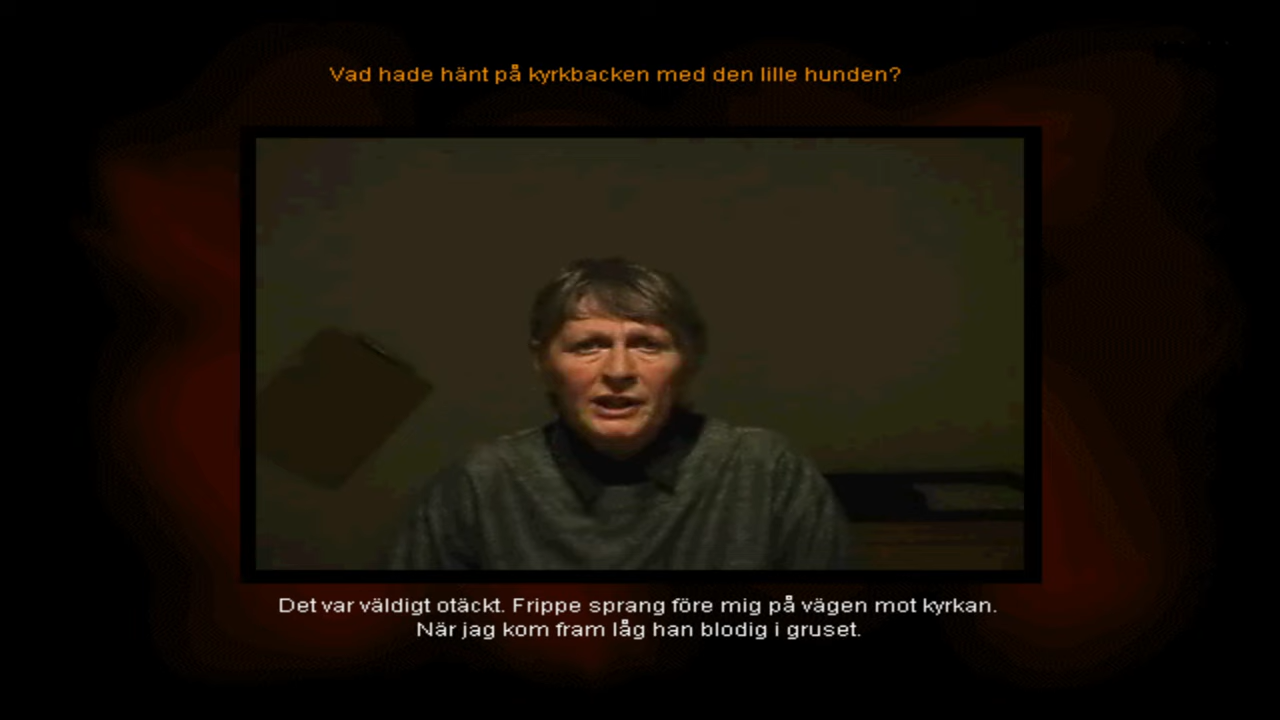 Vad hade hänt på kyrkbacken med den lille hunden?
Det var väldigt otäckt. Frippe sprang före mig på vägen mot kyrkan.
När jag kom fram låg han blodig i gruset.